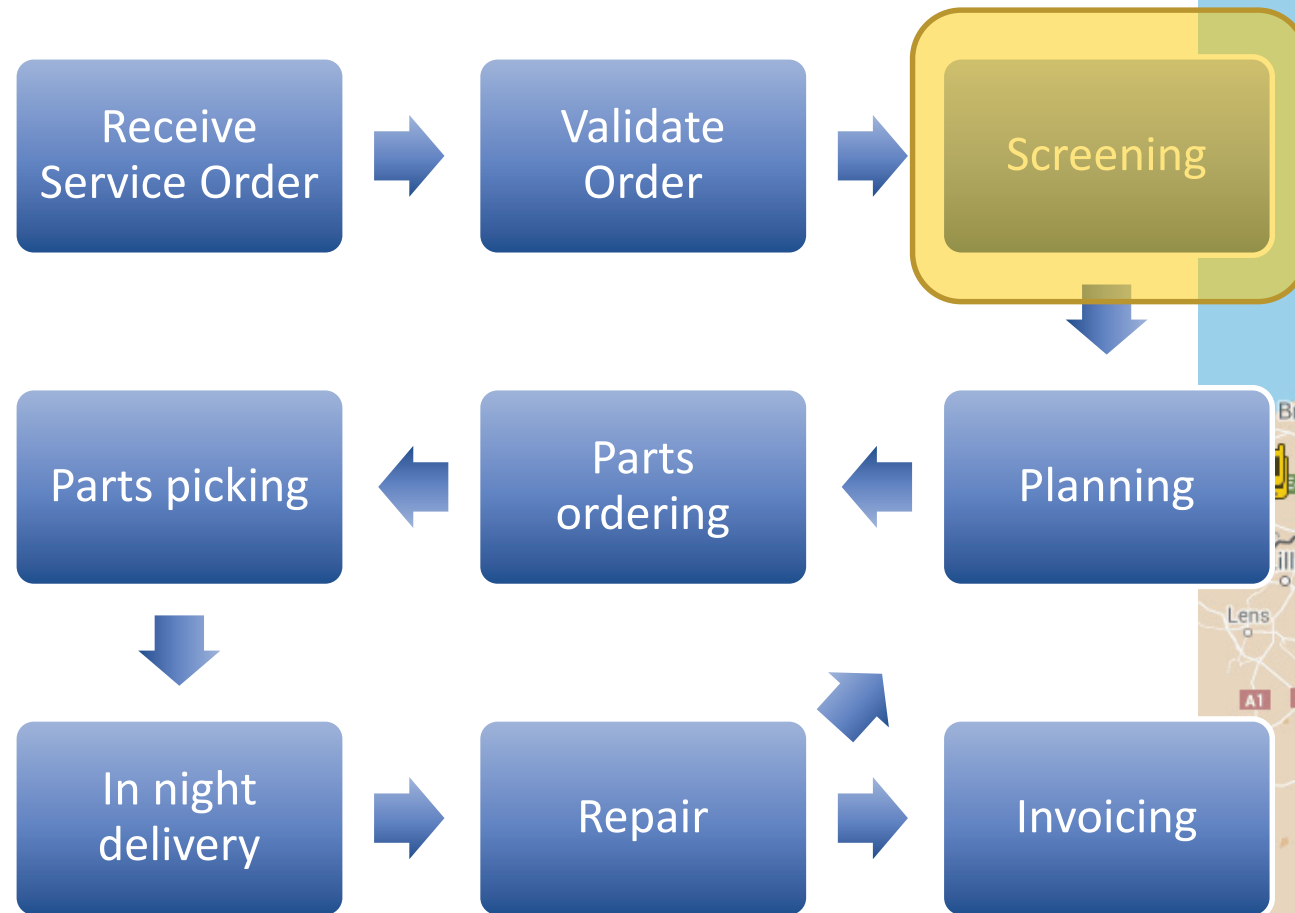 Receive
Service Order
Validate
Order
Screening
Parts picking
Parts
ordering
Planning
Lens
A1
In night
delivery
Repair
Invoicing